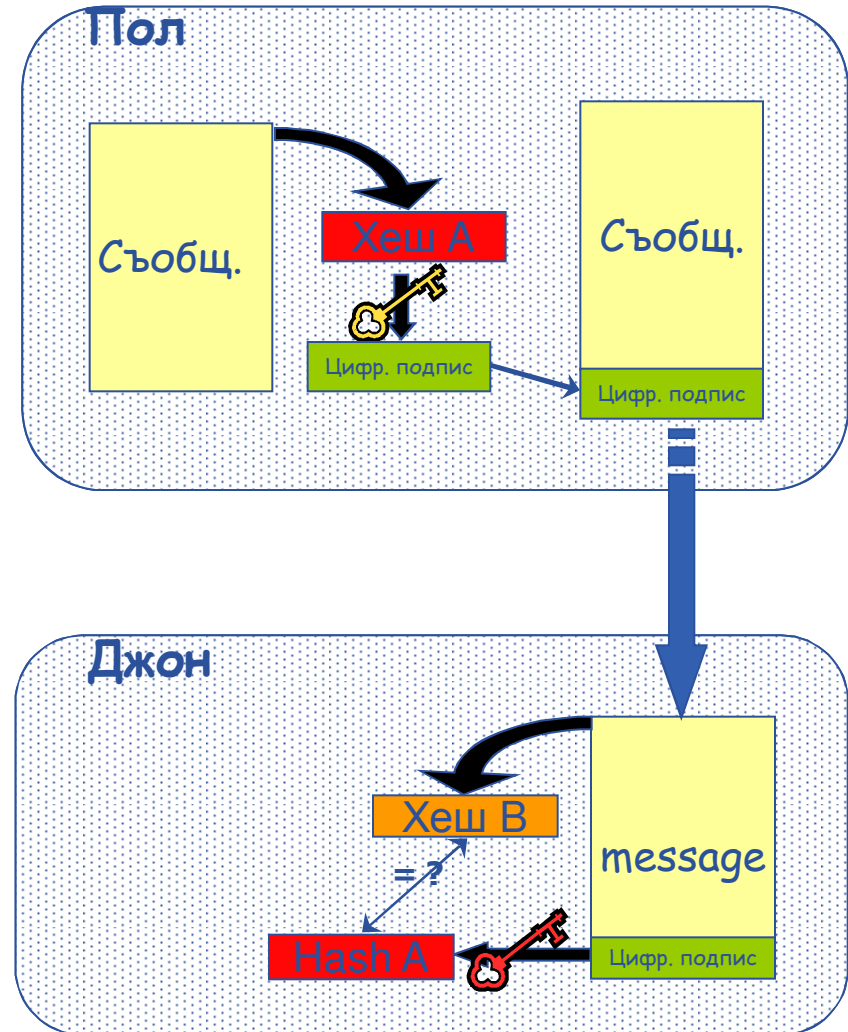 Пол
Съобщ.
Хеш А
Цифр. подпис
Съобщ.
Цифр. подпис
Джон
Хеш В
= ?
Hash A
message
Цифр. подпис